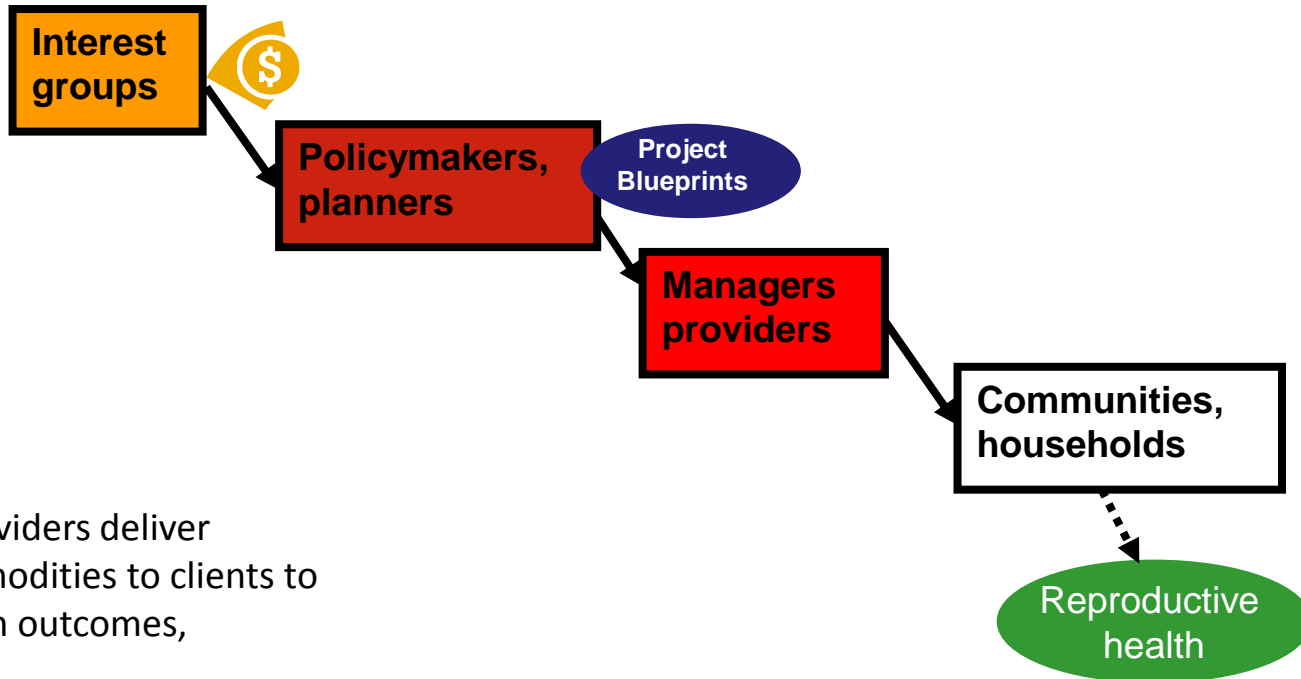 Interest
groups
$
Policymakers,
planners
Project
Blueprints
Managers
providers
Communities,
households
viders deliver
modities to clients to
n outcomes,
Reproductive
health